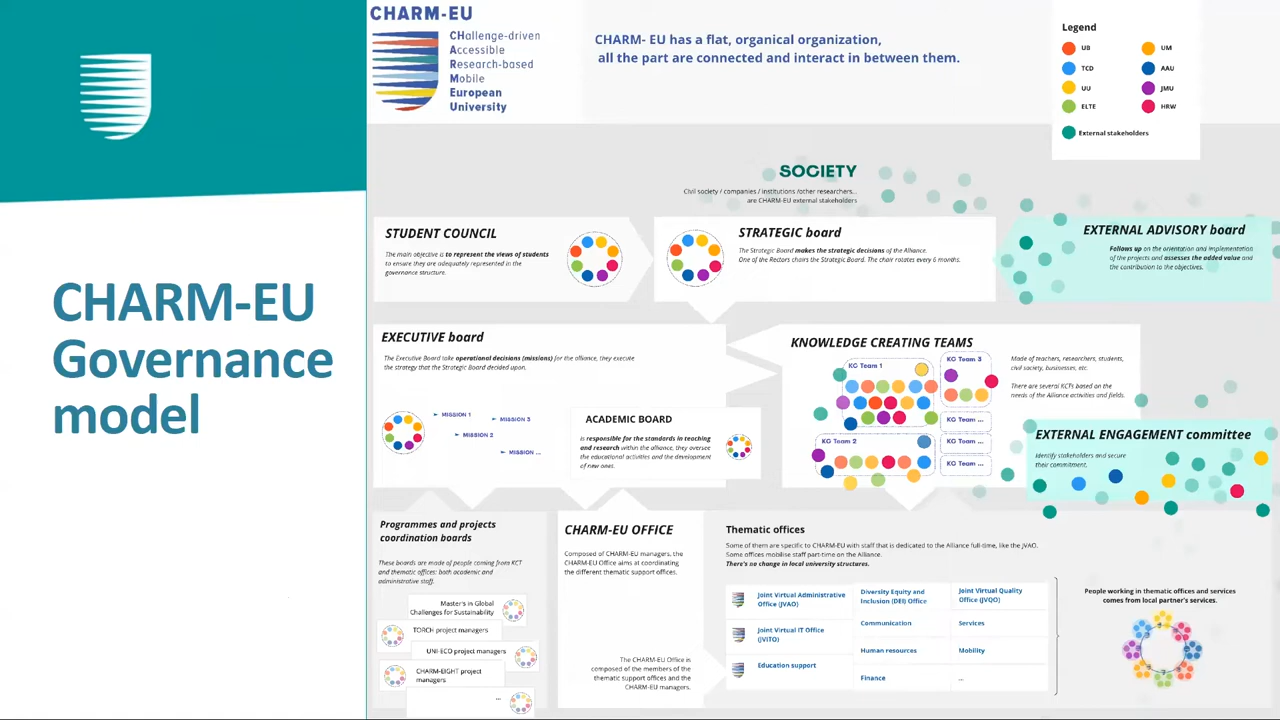 CHARM-EU
Governance
model
CHARM-EU
CHallenge-driven
Accessible
Research-based
Mobile
European
University
CHARM- EU has a flat, organical organization,
all the part are connected and interact in between them.
Legend
UB
UM
TCD
AAU
UU
JMU
ELTE
HRW
External stakeholders
SOCIETY
Civil society / companies / institutions /other researchers...
are CHARM-EU external stakeholders
STUDENT COUNCIL
The main objective is to represent the views of students
to ensure they are adequately represented in the
governance structure.
STRATEGIC board
The Strategic Board makes the strategic decisions of the Alliance.
One of the Rectors chairs the Strategic Board. The chair rotates every 6 months.
EXTERNAL ADVISORY board
Follows up on the orientation and implementation
of the projects and assesses the added value and
the contribution to the objectives.
EXECUTIVE board
The Executive Board take operational decisions (missions) for the alliance, they execute
the strategy that the Strategic Board decided upon.
MISSION 1
MISSION 3
MISSION 2
MISSION ...
ACADEMIC BOARD
is responsible for the standards in teaching
and research within the alliance, they oversee
the educational activities and the development
of new ones.
KNOWLEDGE CREATING TEAMS
KC Team 1
KC Team 3
KC Team ...
KC Team 2
KC Team ...
KC Team ...
Made of teachers, researchers, students,
civil society, businesses, etc.
There are several KCTs based on the
needs of the Alliance activities and fields.
EXTERNAL ENGAGEMENT committee
Identify stakeholders and secure
their commitment,
Programmes and projects
coordination boards
These boards are made of people coming from KCT
and thematic offices: both academic and
administrative staff.
Master's in Global
Challenges for Sustainability
TORCH project managers
UNI-ECO project managers
CHARM-EIGHT project
managers
...
CHARM-EU OFFICE
Composed of CHARM-EU managers, the
CHARM-EU Office aims at coordinating
the different thematic support offices.
The CHARM-EU Office is
composed of the members of the
thematic support offices and the
CHARM-EU managers.
Thematic offices
Some of them are specific to CHARM-EU with staff that is dedicated to the Alliance full-time, like the JVAO.
Some offices mobilise staff part-time on the Alliance.
There's no change in local university structures.
Joint Virtual Administrative
Office (JVAO)
Joint Virtual IT Office
(JVITO)
Education support
Diversity Equity and
Inclusion (DEI) Office
Communication
Human resources
Finance
Joint Virtual Quality
Office (JVQO)
Services
Mobility
...
People working in thematic offices and services
comes from local partner's services.